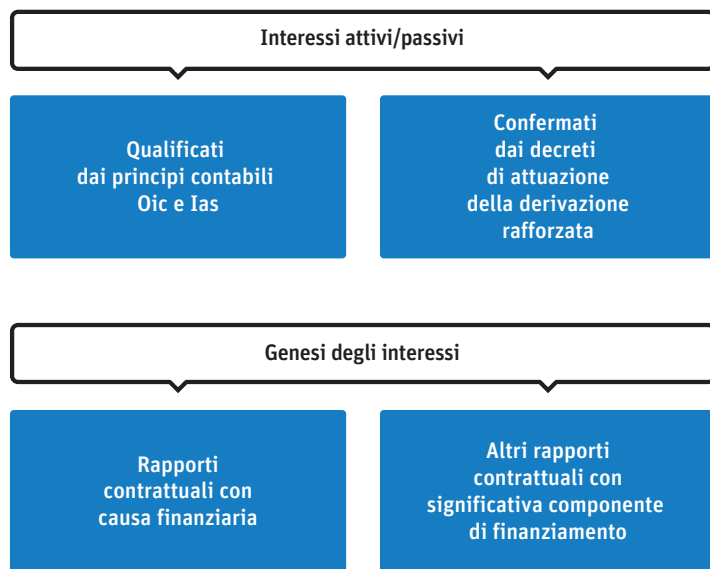 Interessi attivi/passivi
Qualificati
dai principi contabili
Oic e Ias
Confermati
dai decreti
di attuazione
della derivazione
rafforzata
Genesi degli interessi
Rapporti
contrattuali con
causa finanziaria
Altri rapporti
contrattuali con
significativa componente
di finanziamento